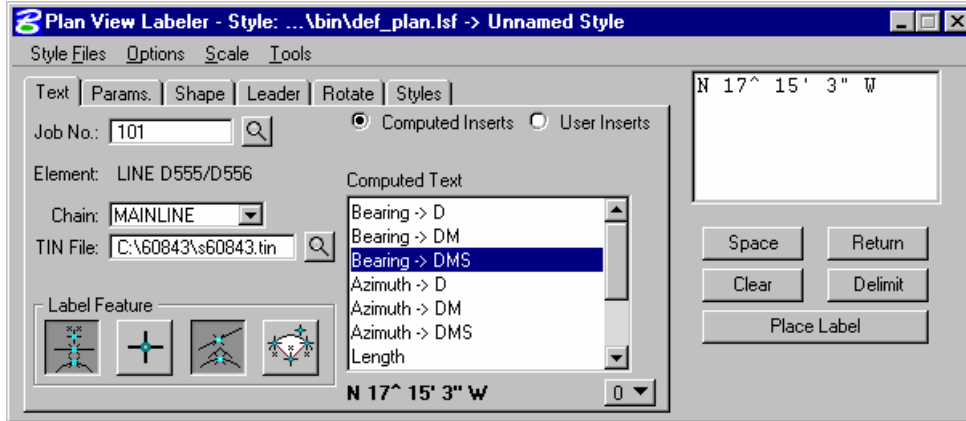 Plan View Labeler - Style: ...\bin\def_plan.lsf -> Unnamed Style
Style Files Options Scale Tools
Text Params. Shape Leader Rotate Styles
Job No.: 101
Computed Inserts User Inserts
Element: LINE D555/D556
Chain: MAINLINE
TIN File: C:\60843\s60843.tin
Label Feature
Computed Text
Bearing -> D
Bearing -> DM
Bearing -> DMS
Azimuth -> D
Azimuth -> DM
Azimuth -> DMS
Length
N 17^ 15' 3" W
0
N 17^ 15' 3" W
Space Return
Clear Delimit
Place Label